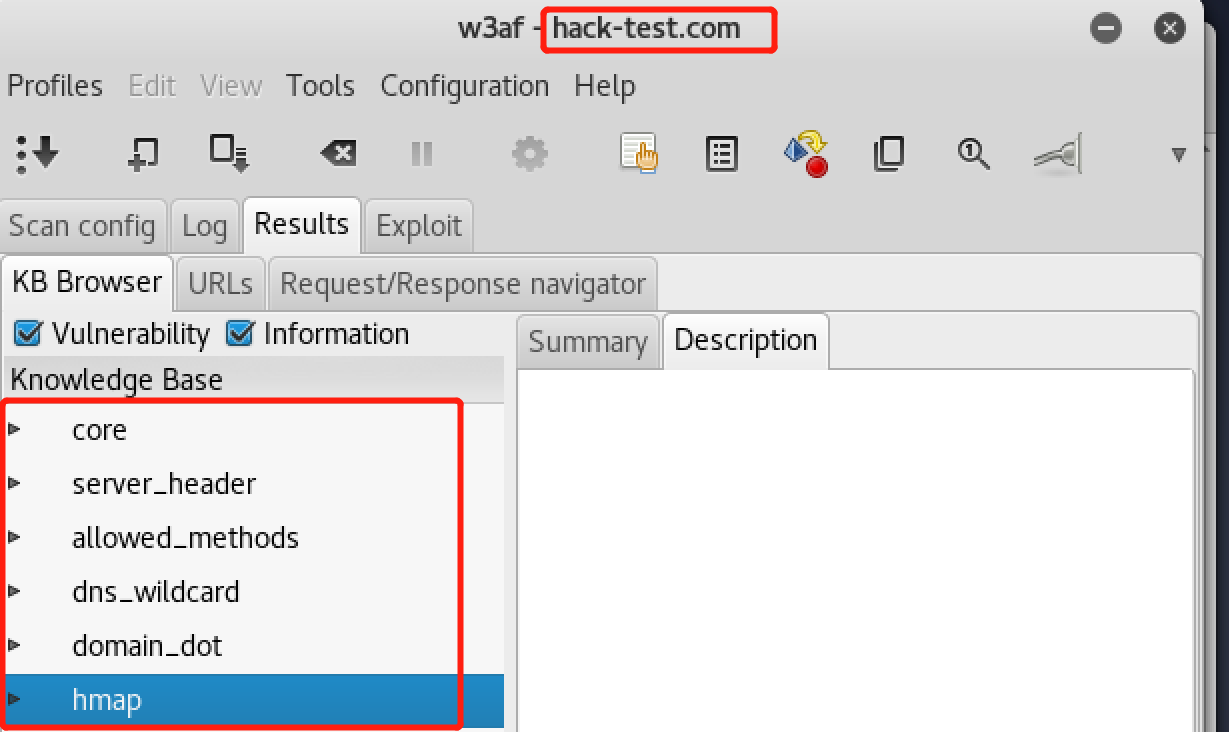 w3af - hack-test.com
Profiles Edit View Tools Configuration Help
Scan config Log Results Exploit
KB Browser URLs Request/Response navigator
Vulnerability Information
Summary Description
Knowledge Base
core
server_header
allowed_methods
dns_wildcard
domain_dot
hmap